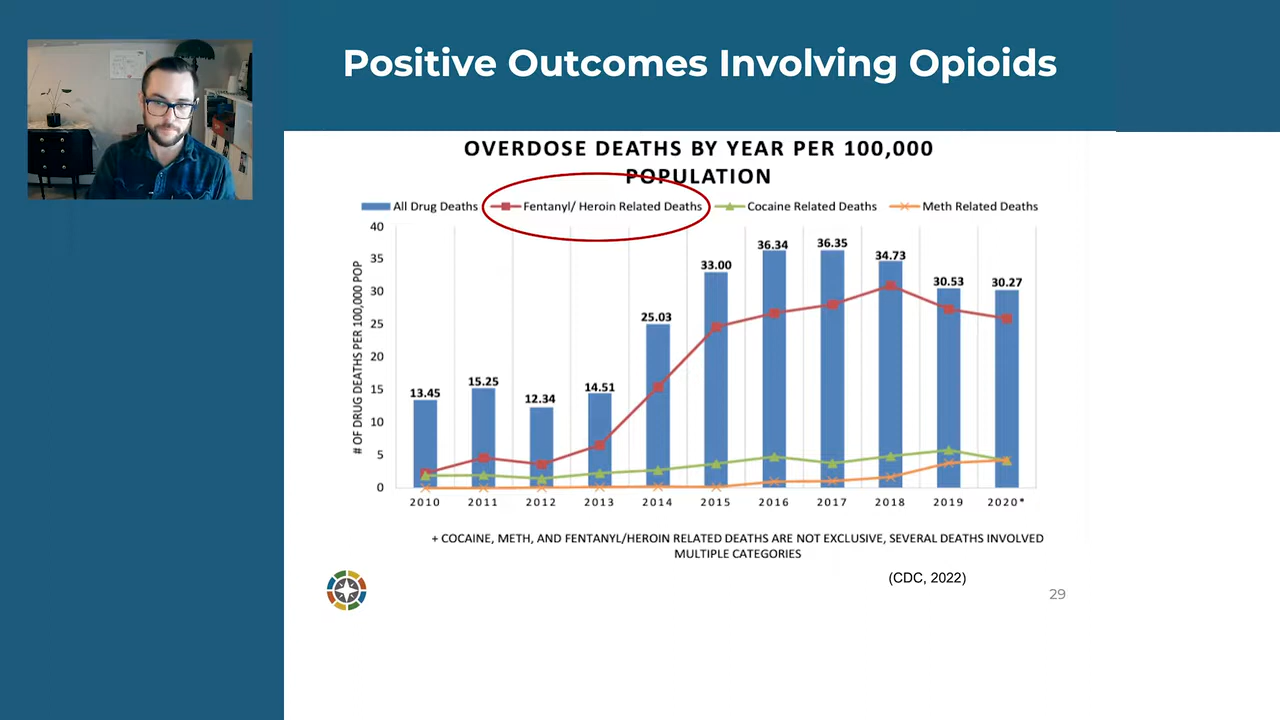 Positive Outcomes Involving Opioids
OVERDOSE DEATHS BY YEAR PER 100,000
POPULATION
All Drug Deaths
Fentanyl/ Heroin Related Deaths
Cocaine Related Deaths
Meth Related Deaths
# OF DRUG DEATHS PER 100,000 POP
40
35
30
25
20
15
10
5
0
13.45
15.25
12.34
14.51
25.03
33.00
36.34
36.35
34.73
30.53
30.27
2010
2011
2012
2013
2014
2015
2016
2017
2018
2019
2020*
+ COCAINE, METH, AND FENTANYL/HEROIN RELATED DEATHS ARE NOT EXCLUSIVE, SEVERAL DEATHS INVOLVED
MULTIPLE CATEGORIES
(CDC, 2022)
29